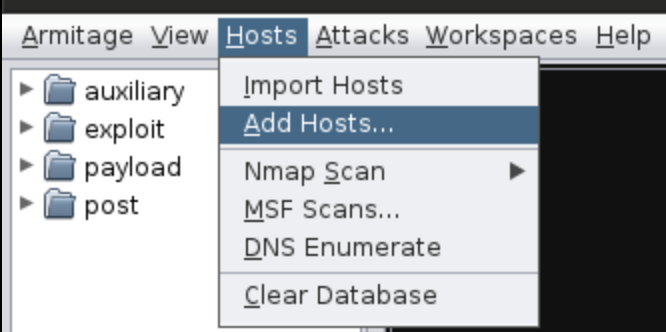 Armitage View Hosts Attacks Workspaces Help
auxiliary
exploit
payload
post
Import Hosts
Add Hosts...
Nmap Scan
MSF Scans...
DNS Enumerate
Clear Database